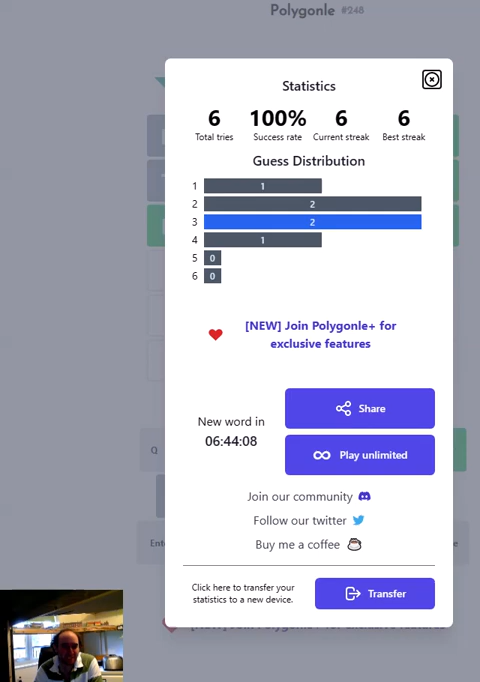 Polygonle #248
Statistics
6 100% 6 6
Total tries Success rate Current streak Best streak
Guess Distribution
1 1
2 2
3 2
4 1
5 0
6 0
[NEW] Join Polygonle+ for
exclusive features
New word in
06:44:08
Share
Play unlimited
Q
Join our community
Follow our twitter
Buy me a coffee
Click here to transfer your
statistics to a new device.
Transfer